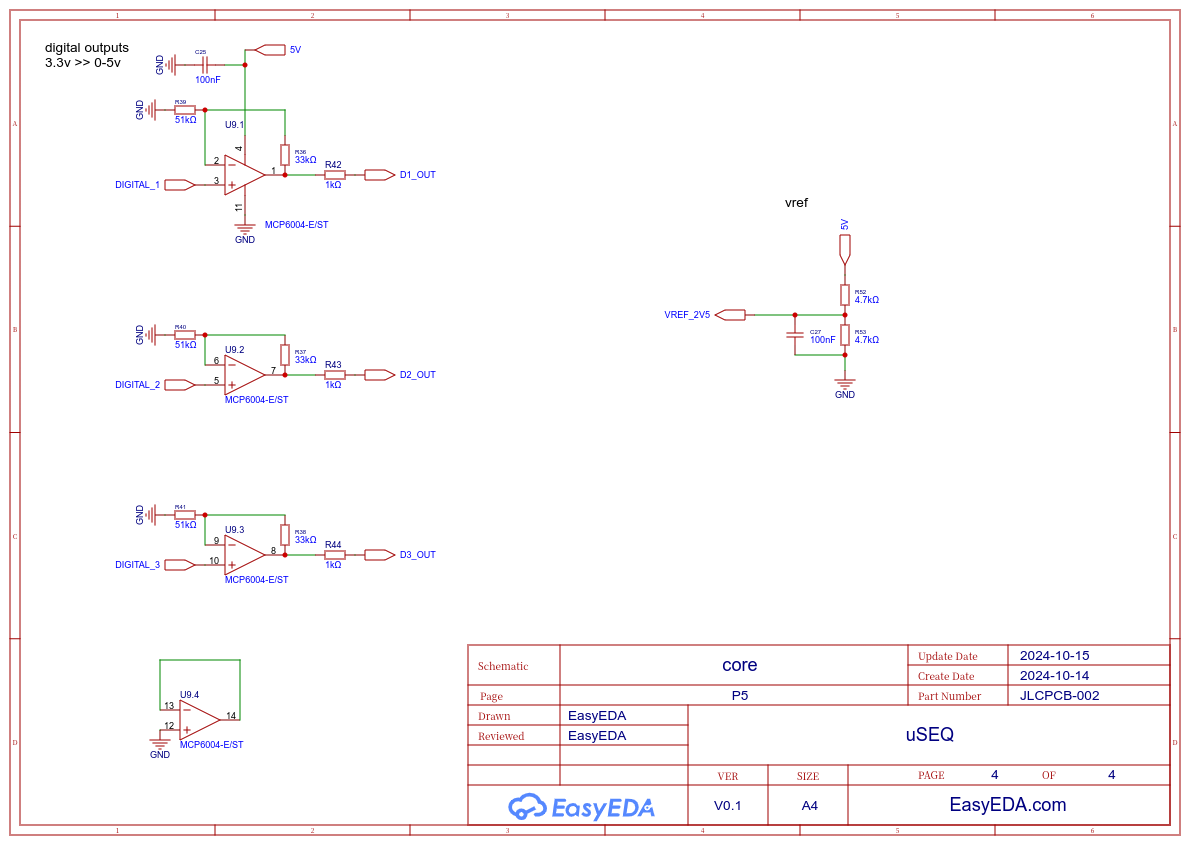 1 2 3 4 5 6
A
B
C
D
A
B
C
D
digital outputs
3.3v >> 0-5v
GND
C25
100nF
5V
GND
R39
51kΩ
U9.1
4
2
3
1
11
R36
33kΩ
R42
1kΩ
DIGITAL_1
D1_OUT
MCP6004-E/ST
GND
vref
5V
R52
4.7kΩ
VREF_2V5
C27
100nF
R53
4.7kΩ
GND
GND
R40
51kΩ
U9.2
6
5
7
R37
33kΩ
R43
1kΩ
DIGITAL_2
D2_OUT
MCP6004-E/ST
GND
R41
51kΩ
U9.3
9
10
8
R38
33kΩ
R44
1kΩ
DIGITAL_3
D3_OUT
MCP6004-E/ST
U9.4
13
12
14
GND
MCP6004-E/ST
Schematic
core
Update Date 2024-10-15
Create Date 2024-10-14
Page P5 Part Number JLCPCB-002
Drawn EasyEDA
Reviewed EasyEDA
uSEQ
VER SIZE PAGE 4 OF 4
EasyEDA
V0.1 A4 EasyEDA.com
1 2 3 4 5 6